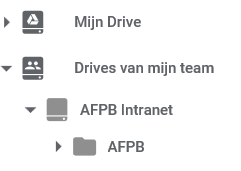 Mijn Drive
Drives van mijn team
AFPB Intranet
AFPB